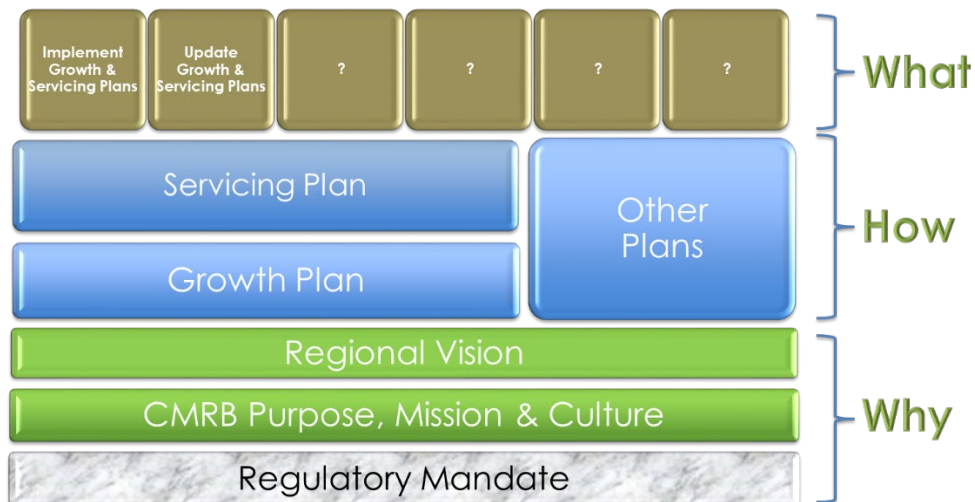 Implement
Growth &
Servicing Plans
Update
Growth &
Servicing Plans
?
?
?
?
What
Servicing Plan
Other
Plans
How
Growth Plan
Regional Vision
CMRB Purpose, Mission & Culture
Why
Regulatory Mandate